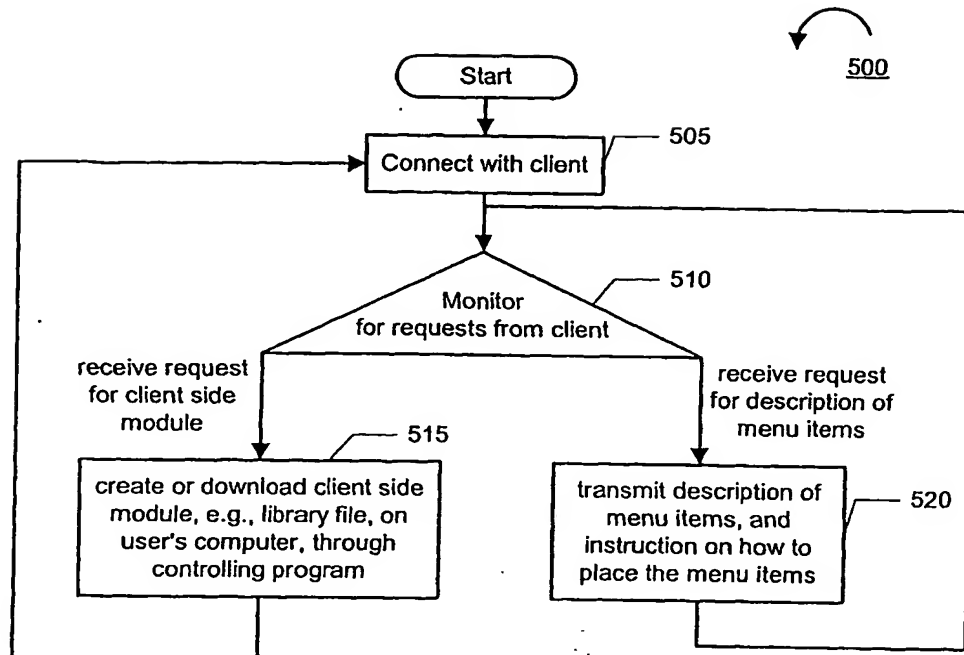 500
Start
505
Connect with client
510
Monitor
for requests from client
receive request
for client side
module
receive request
for description of
menu items
515
create or download client side
module, e.g., library file, on
user's computer, through
controlling program
520
transmit description of
menu items, and
instruction on how to
place the menu items